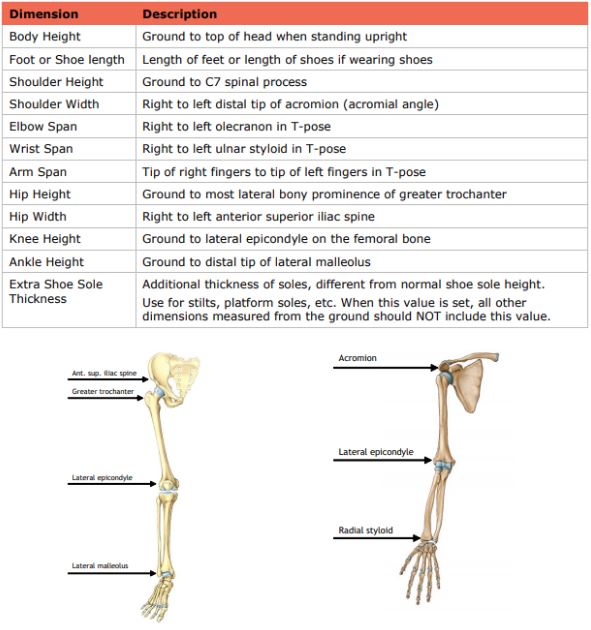 Dimension Description
Body Height Ground to top of head when standing upright
Foot or Shoe length Length of feet or length of shoes if wearing shoes
Shoulder Height Ground to C7 spinal process
Shoulder Width Right to left distal tip of acromion (acromial angle)
Elbow Span Right to left olecranon in T-pose
Wrist Span Right to left ulnar styloid in T-pose
Arm Span Tip of right fingers to tip of left fingers in T-pose
Hip Height Ground to most lateral bony prominence of greater trochanter
Hip Width Right to left anterior superior iliac spine
Knee Height Ground to lateral epicondyle on the femoral bone
Ankle Height Ground to distal tip of lateral malleolus
Extra Shoe Sole Additional thickness of soles, different from normal shoe sole height.
Thickness
Use for stilts, platform soles, etc. When this value is set, all other
dimensions measured from the ground should NOT include this value.
Ant. sup. iliac spine
Greater trochanter
Lateral epicondyle
Lateral malleolus
Acromion
Lateral epicondyle
Radial styloid